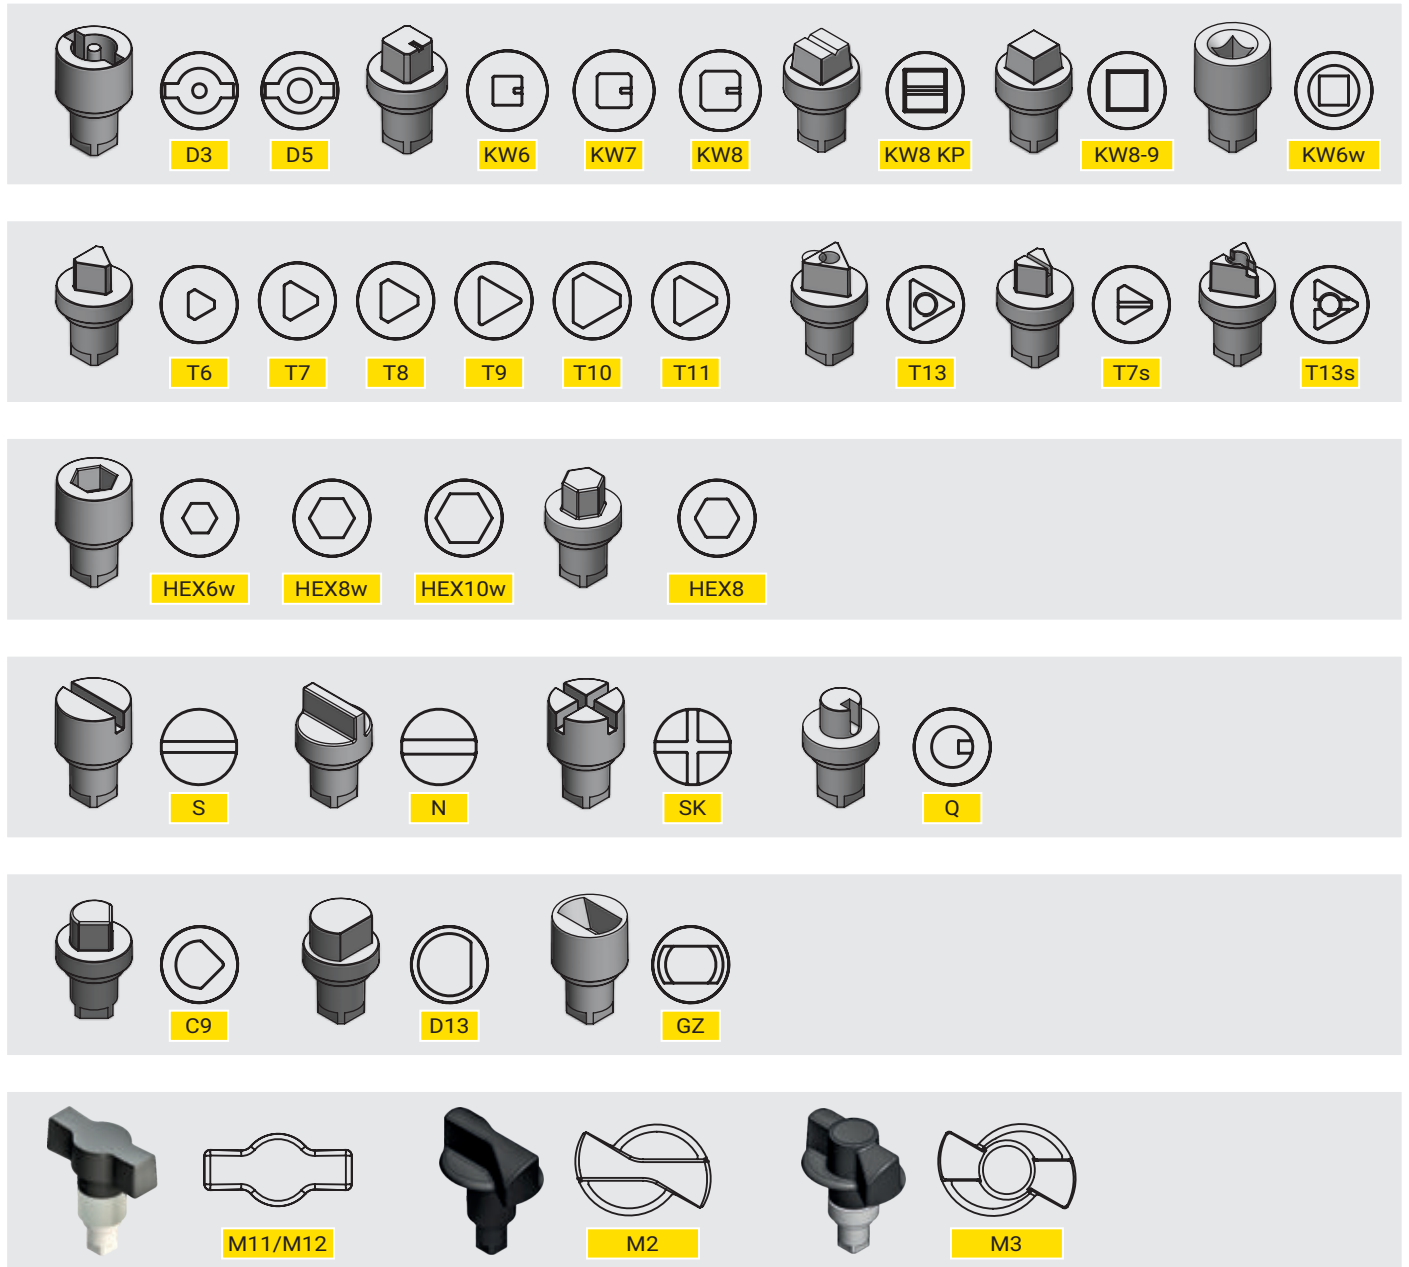 D3 D5 KW6 KW7 KW8 KW8 KP KW8-9 KW6w
T6 T7 T8 T9 T10 T11 T13 T7s T13s
HEX6w HEX8w HEX10w HEX8
S N SK Q
C9 D13 GZ
M11/M12 M2 M3